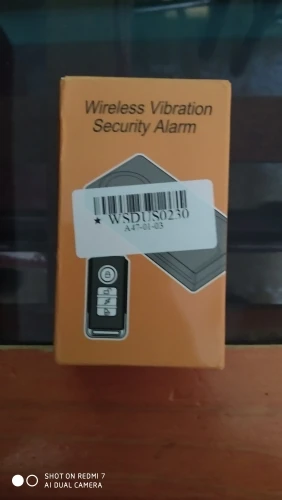 Wireless Vibration
Security Alarm
★ WSDUS0230
A47-01-03
SHOT ON REDMI 7
AI DUAL CAMERA